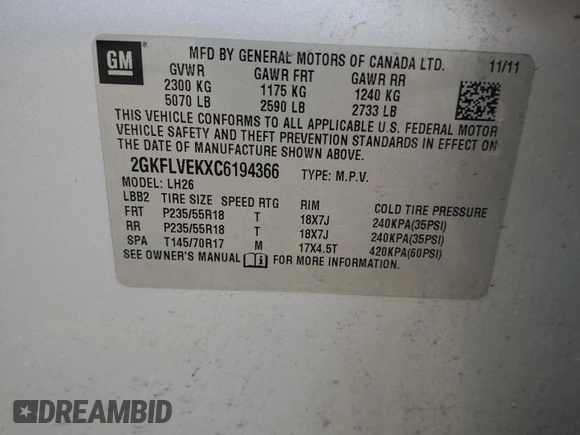 GM
MFD BY GENERAL MOTORS OF CANADA LTD. 11/11
GVWR GAWR FRT GAWR RR
2300 KG 1175 KG 1240 KG
5070 LB 2590 LB 2733 LB
THIS VEHICLE CONFORMS TO ALL APPLICABLE U.S. FEDERAL MOTOR
VEHICLE SAFETY AND THEFT PREVENTION STANDARDS IN EFFECT ON
THE DATE OF MANUFACTURE SHOWN ABOVE.
2GKFLVEKXC6194366 TYPE: M.P.V.
MODEL: LH26
LBB2 TIRE SIZE SPEED RTG RIM COLD TIRE PRESSURE
FRT P235/55R18 T 18X7J 240KPA(35PSI)
RR P235/55R18 T 18X7J 240KPA(35PSI)
SPA T145/70R17 M 17X4.5T 420KPA(60PSI)
SEE OWNER'S MANUAL FOR MORE INFORMATION.
DREAMBID